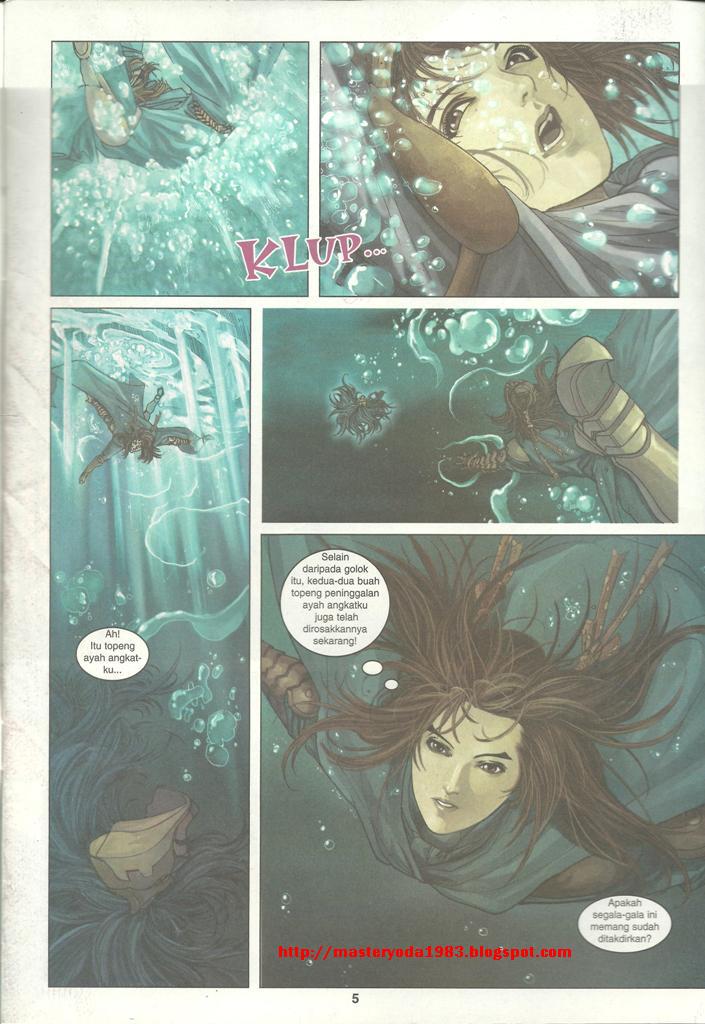 KLUP...
Ah!
Itu topeng
ayah angkat-
ku...
Selain
daripada golok
itu, kedua-dua buah
topeng peninggalan
ayah angkatku
juga telah
dirosakkannya
sekarang!
Apakah
segala-gala ini
memang sudah
ditakdirkan?
http://masteryoda1983.blogspot.com
5